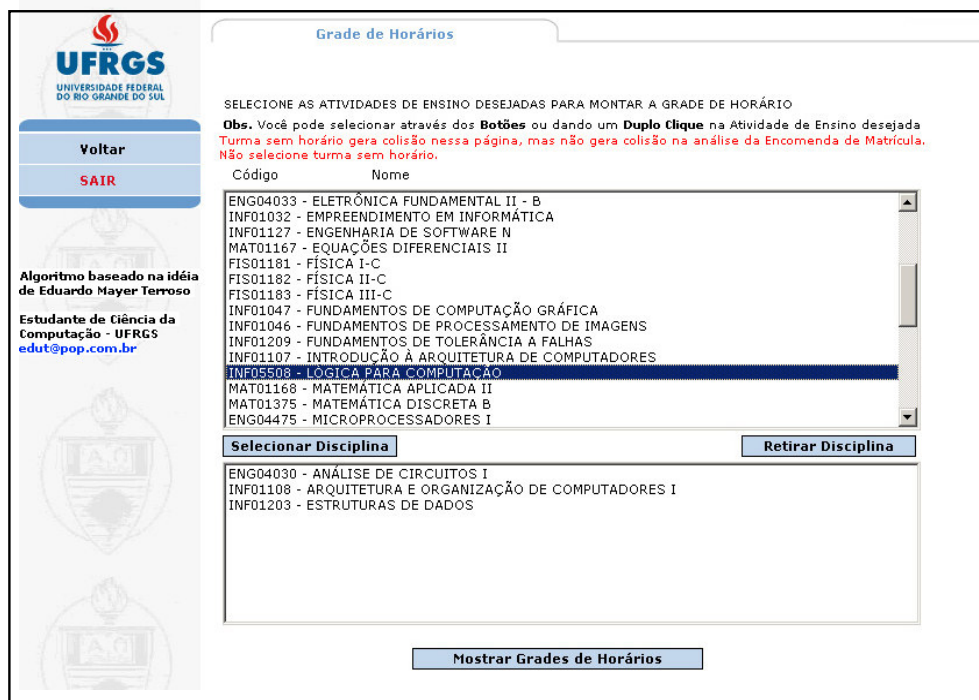 UFRGS
UNIVERSIDADE FEDERAL
DO RIO GRANDE DO SUL
Voltar
SAIR
Algoritmo baseado na idéia
de Eduardo Mayer Terroso
Estudante de Ciência da
Computação - UFRGS
edut@pop.com.br
Grade de Horários
SELECIONE AS ATIVIDADES DE ENSINO DESEJADAS PARA MONTAR A GRADE DE HORÁRIO
Obs. Você pode selecionar através dos Botões ou dando um Duplo Clique na Atividade de Ensino desejada
Turma sem horário gera colisão nessa página, mas não gera colisão na análise da Encomenda de Matrícula.
Não selecione turma sem horário.
Código Nome
ENG04033 - ELETRÔNICA FUNDAMENTAL II - B
INF01032 - EMPREENDIMENTO EM INFORMÁTICA
INF01127 - ENGENHARIA DE SOFTWARE N
MAT01167 - EQUAÇÕES DIFERENCIAIS II
FIS01181 - FÍSICA I-C
FIS01182 - FÍSICA II-C
FIS01183 - FÍSICA III-C
INF01047 - FUNDAMENTOS DE COMPUTAÇÃO GRÁFICA
INF01046 - FUNDAMENTOS DE PROCESSAMENTO DE IMAGENS
INF01209 - FUNDAMENTOS DE TOLERÂNCIA A FALHAS
INF01107 - INTRODUÇÃO À ARQUITETURA DE COMPUTADORES
INF05508 - LÓGICA PARA COMPUTAÇÃO
MAT01168 - MATEMÁTICA APLICADA II
MAT01375 - MATEMÁTICA DISCRETA B
ENG04475 - MICROPROCESSADORES I
Selecionar Disciplina Retirar Disciplina
ENG04030 - ANÁLISE DE CIRCUITOS I
INF01108 - ARQUITETURA E ORGANIZAÇÃO DE COMPUTADORES I
INF01203 - ESTRUTURAS DE DADOS
Mostrar Grades de Horários